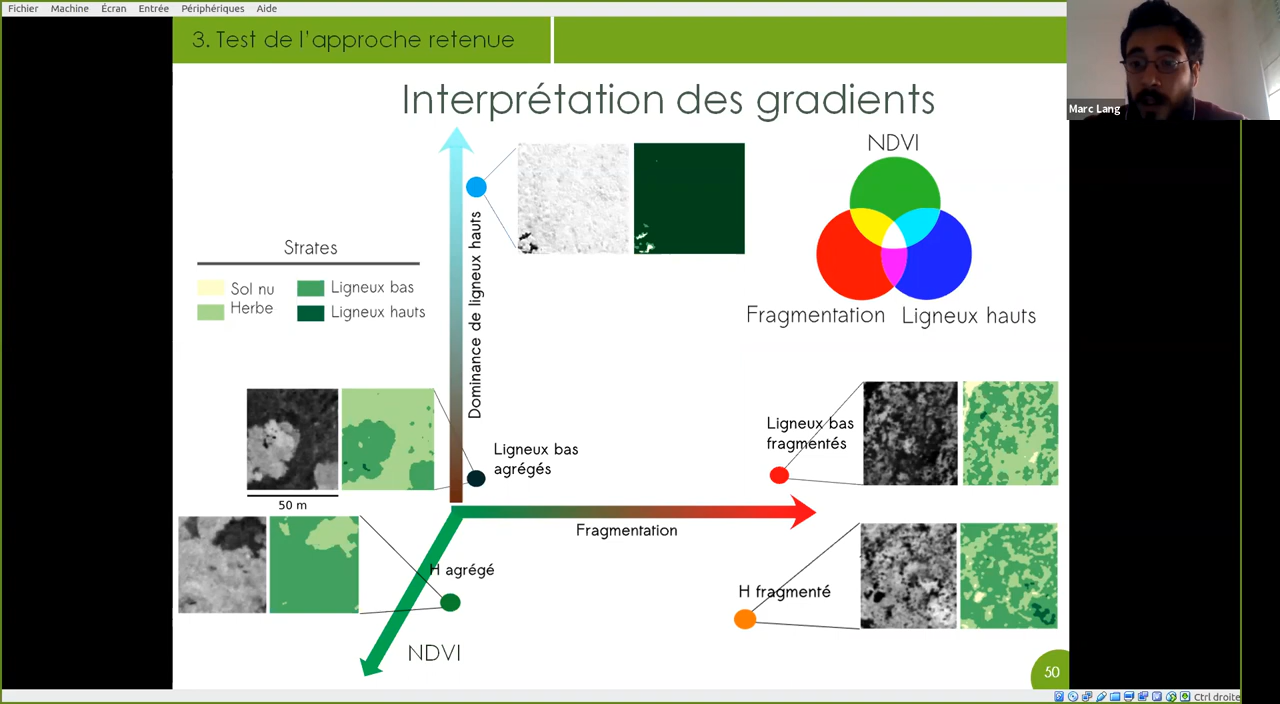 Fichier Machine Écran Entrée Périphériques Aide
3. Test de l'approche retenue
Marc Lang
Interprétation des gradients
NDVI
Fragmentation Ligneux hauts
Strates
Sol nu Ligneux bas
Herbe Ligneux hauts
Dominance de ligneux hauts
Ligneux bas
agrégés
50 m
Ligneux bas
fragmentés
Fragmentation
H agrégé
H fragmenté
NDVI
50
Ctrl droite